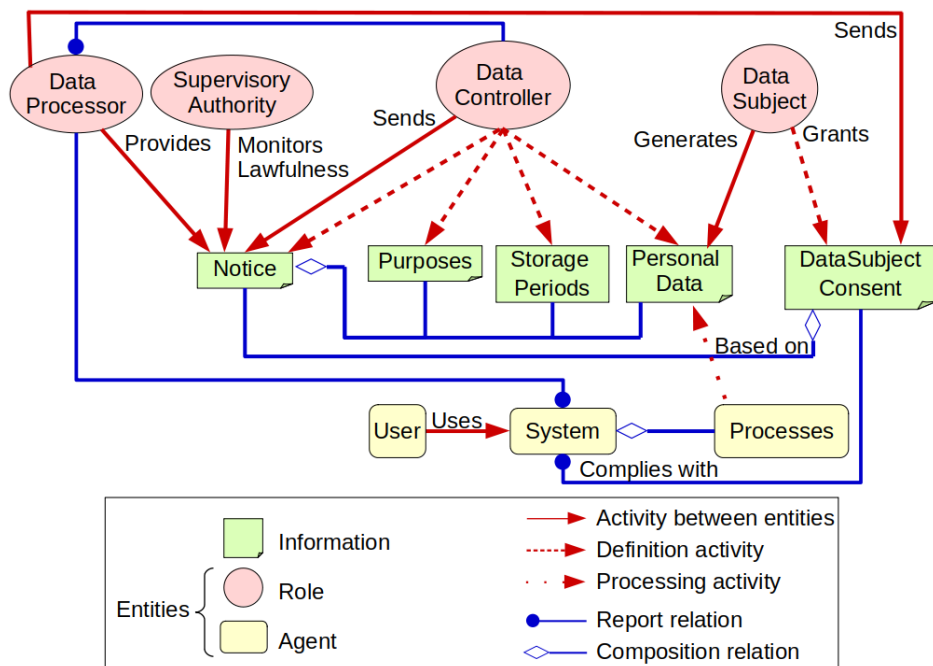 Sends
Data
Processor
Supervisory
Authority
Data
Controller
Data
Subject
Provides
Monitors
Lawfulness
Sends
Generates
Grants
Notice
Purposes
Storage
Periods
Personal
Data
DataSubject
Consent
Based on
User
Uses
System
Processes
Complies with
Information
Entities
Role
Agent
Activity between entities
Definition activity
Processing activity
Report relation
Composition relation